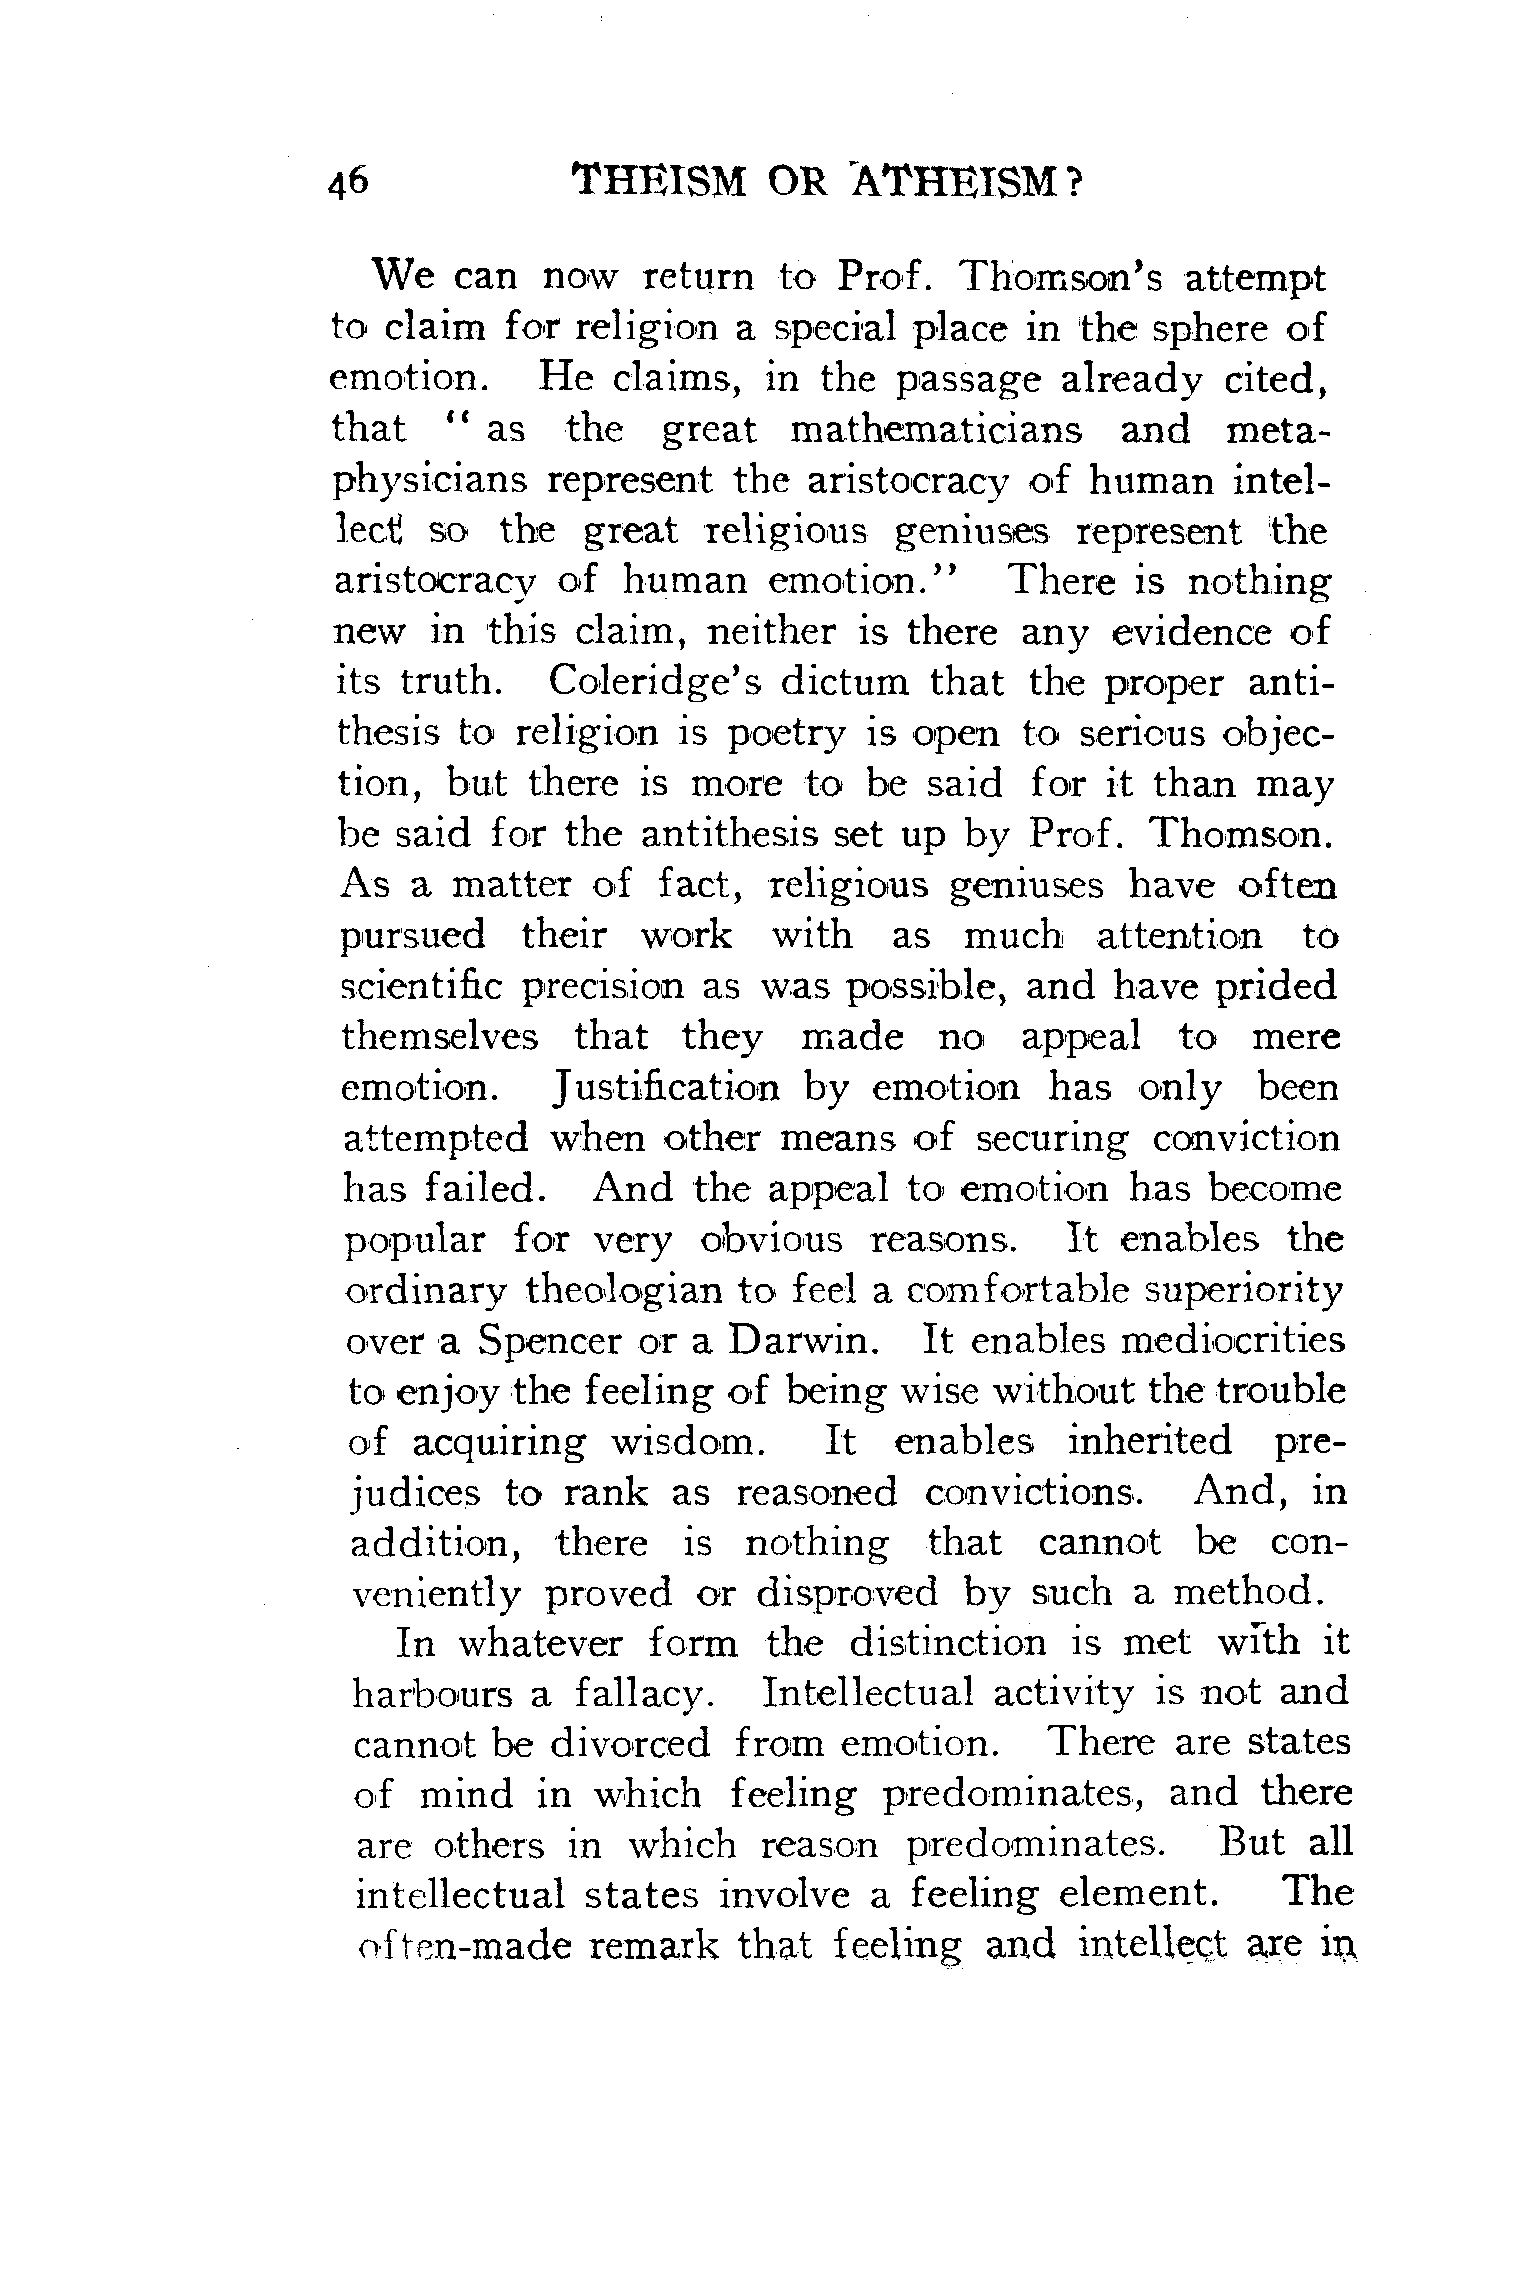 46 THEISM OR ATHEISM?
We can now return to Prof. Thomson's attempt
to claim for religion a special place in the sphere of
emotion. He claims, in the passage already cited,
that " as the great mathematicians and meta-
physicians represent the aristocracy of human intel-
lect so the great religious geniuses represent the
aristocracy of human emotion." There is nothing
new in this claim, neither is there any evidence of
its truth. Coleridge's dictum that the proper anti-
thesis to religion is poetry is open to serious objec-
tion, but there is more to be said for it than may
be said for the antithesis set up by Prof. Thomson.
As a matter of fact, religious geniuses have often
pursued their work with as much attention to
scientific precision as was possible, and have prided
themselves that they made no appeal to mere
emotion. Justification by emotion has only been
attempted when other means of securing conviction
has failed. And the appeal to emotion has become
popular for very obvious reasons. It enables the
ordinary theologian to feel a comfortable superiority
over a Spencer or a Darwin. It enables mediocrities
to enjoy the feeling of being wise without the trouble
of acquiring wisdom. It enables inherited pre-
judices to rank as reasoned convictions. And, in
addition, there is nothing that cannot be con-
veniently proved or disproved by such a method.
In whatever form the distinction is met with it
harbours a fallacy. Intellectual activity is not and
cannot be divorced from emotion. There are states
of mind in which feeling predominates, and there
are others in which reason predominates. But all
intellectual states involve a feeling element. The
often-made remark that feeling and intellect are in